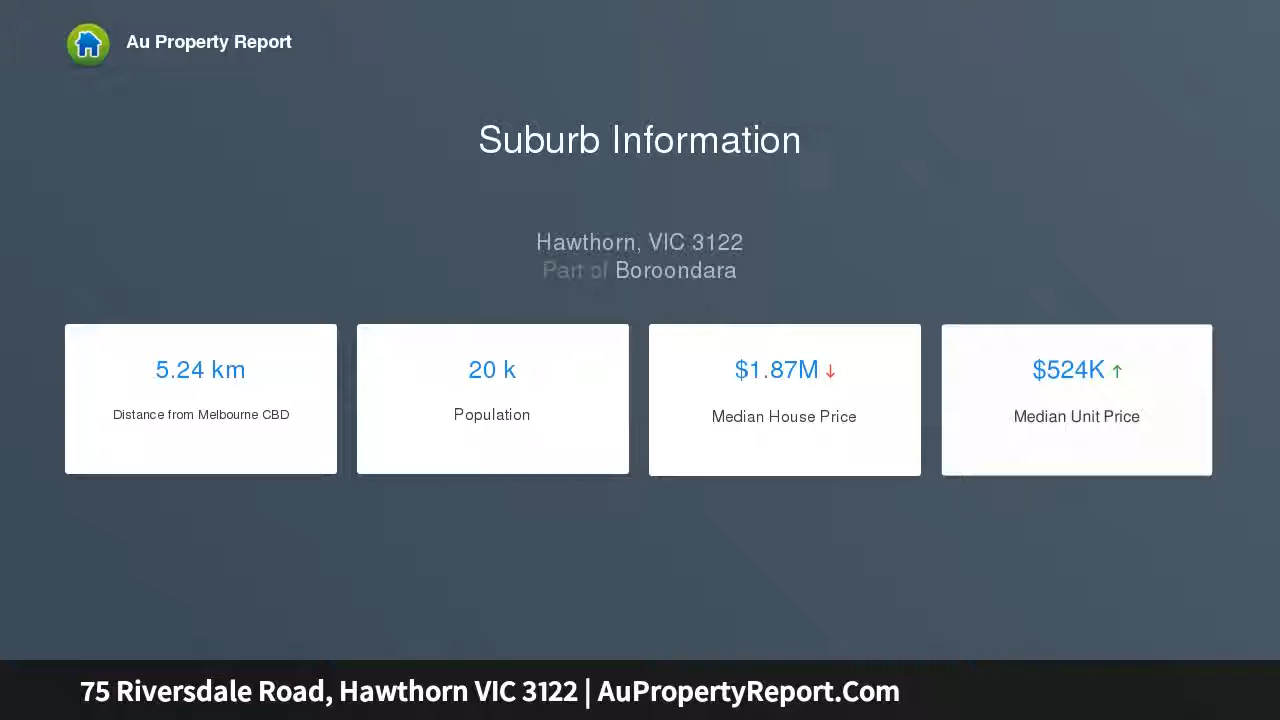 Au Property Report
Suburb Information
Hawthorn, VIC 3122
Part of Boroondara
5.24 km
Distance from Melbourne CBD
20 k
Population
$1.87M ↓
Median House Price
$524K ↑
Median Unit Price
75 Riversdale Road, Hawthorn VIC 3122 | AuPropertyReport.Com